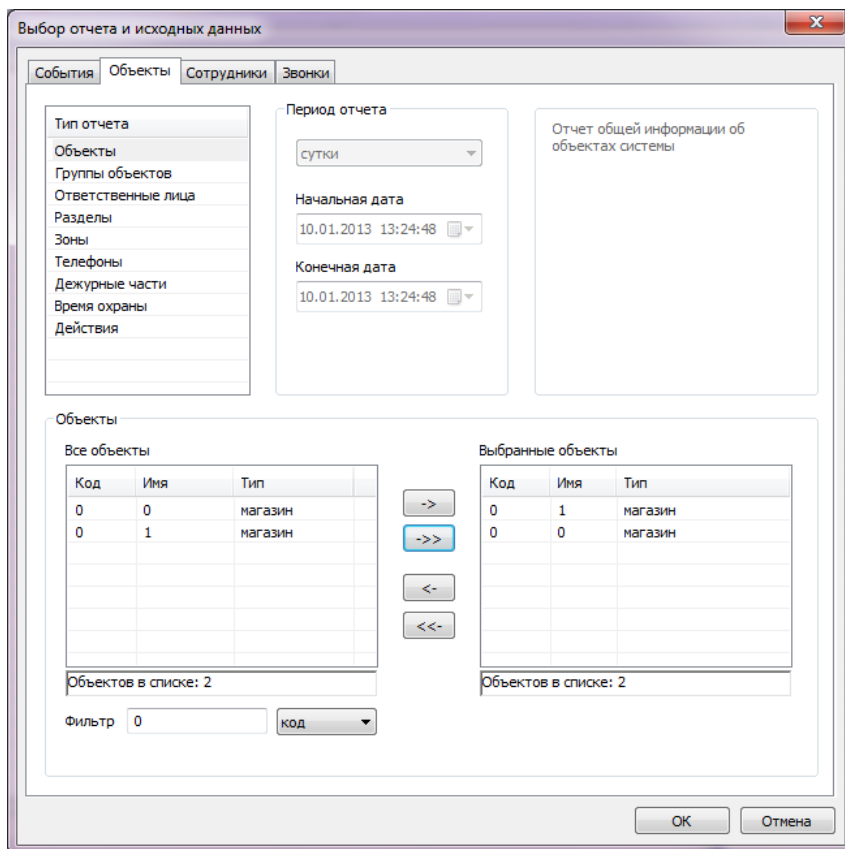 Выбор отчета и исходных данных
События Объекты Сотрудники Звонки
Тип отчета
Объекты
Группы объектов
Ответственные лица
Разделы
Зоны
Телефоны
Дежурные части
Время охраны
Действия
Период отчета
сутки
Начальная дата
10.01.2013 13:24:48
Конечная дата
10.01.2013 13:24:48
Отчет общей информации об
объектах системы
Объекты
Все объекты
Код Имя Тип
0 0 магазин
0 1 магазин
Объектов в списке: 2
Фильтр 0 код
->
->>
<-
<<-
Выбранные объекты
Код Имя Тип
0 1 магазин
0 0 магазин
Объектов в списке: 2
OK Отмена